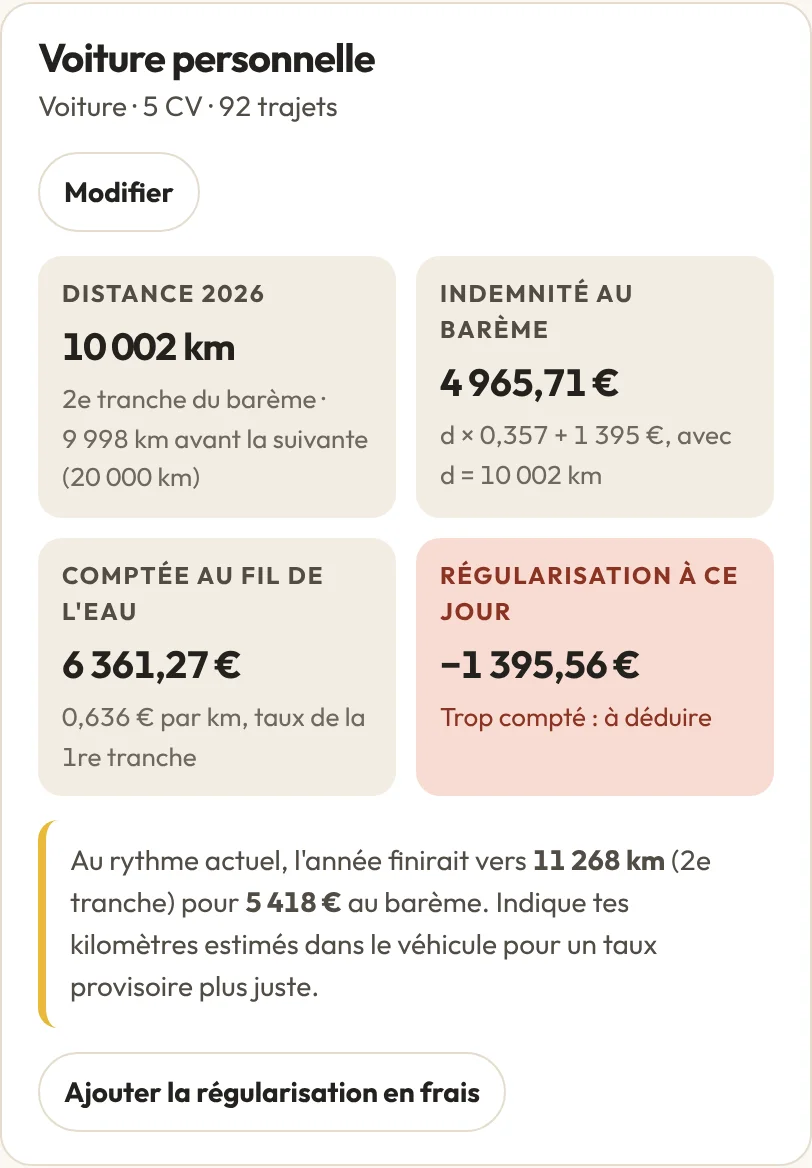 Voiture personnelle
Voiture · 5 CV · 92 trajets
Modifier
DISTANCE 2026
10 002 km
2e tranche du barème ·
9 998 km avant la suivante
(20 000 km)
INDEMNITÉ AU
BARÈME
4 965,71 €
d × 0,357 + 1 395 €, avec
d = 10 002 km
COMPTÉE AU FIL DE
L'EAU
6 361,27 €
0,636 € par km, taux de la
1re tranche
RÉGULARISATION À CE
JOUR
−1 395,56 €
Trop compté : à déduire
Au rythme actuel, l'année finirait vers 11 268 km (2e
tranche) pour 5 418 € au barème. Indique tes
kilomètres estimés dans le véhicule pour un taux
provisoire plus juste.
Ajouter la régularisation en frais